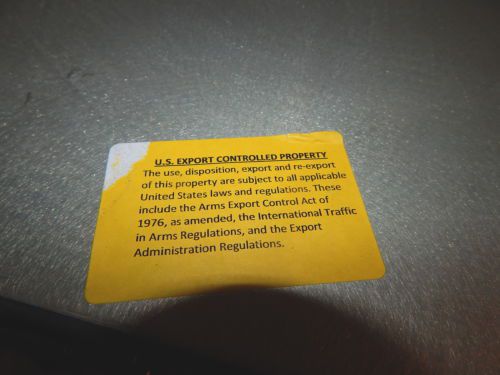 U.S. EXPORT CONTROLLED PROPERTY
The use, disposition, export and re-export
of this property are subject to all applicable
United States laws and regulations. These
include the Arms Export Control Act of
1976, as amended, the International Traffic
in Arms Regulations, and the Export
Administration Regulations.